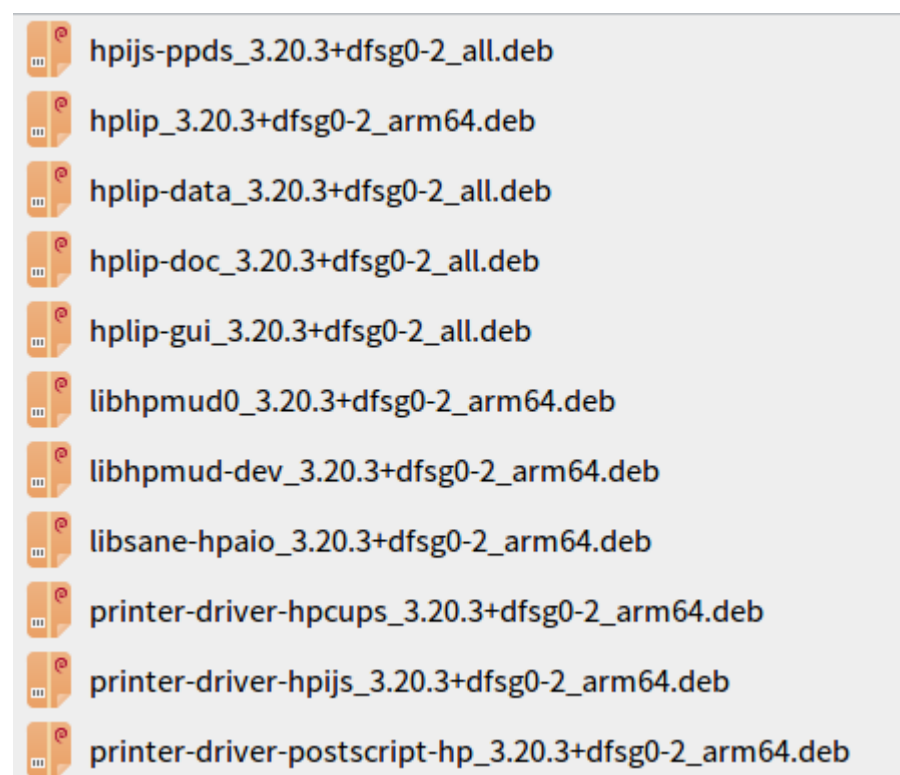 hpijs-ppds_3.20.3+dfsg0-2_all.deb
hplip_3.20.3+dfsg0-2_arm64.deb
hplip-data_3.20.3+dfsg0-2_all.deb
hplip-doc_3.20.3+dfsg0-2_all.deb
hplip-gui_3.20.3+dfsg0-2_all.deb
libhpmud0_3.20.3+dfsg0-2_arm64.deb
libhpmud-dev_3.20.3+dfsg0-2_arm64.deb
libsane-hpaio_3.20.3+dfsg0-2_arm64.deb
printer-driver-hpcups_3.20.3+dfsg0-2_arm64.deb
printer-driver-hpijs_3.20.3+dfsg0-2_arm64.deb
printer-driver-postscript-hp_3.20.3+dfsg0-2_arm64.deb